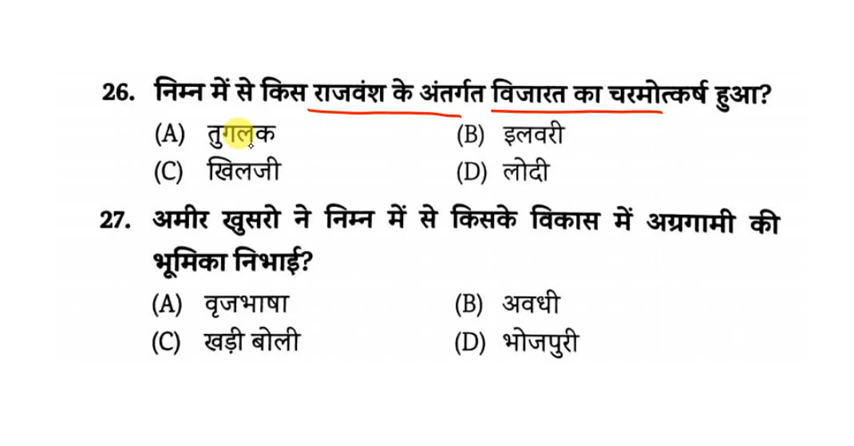 26. निम्न में से किस राजवंश के अंतर्गत विजारत का चरमोत्कर्ष हुआ?
(A) तुगलक (B) इलवरी
(C) खिलजी (D) लोदी
27. अमीर खुसरो ने निम्न में से किसके विकास में अग्रगामी की
भूमिका निभाई?
(A) वृजभाषा (B) अवधी
(C) खड़ी बोली (D) भोजपुरी